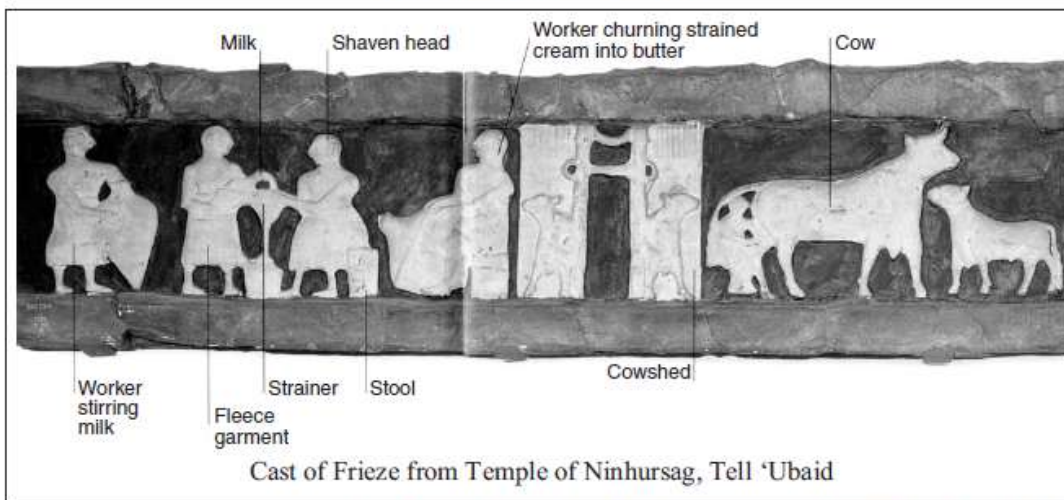 Milk
Shaven head
Worker churning strained
cream into butter
Cow
Worker
stirring
milk
Fleece
garment
Strainer
Stool
Cowshed
Cast of Frieze from Temple of Ninhursag, Tell ‘Ubaid